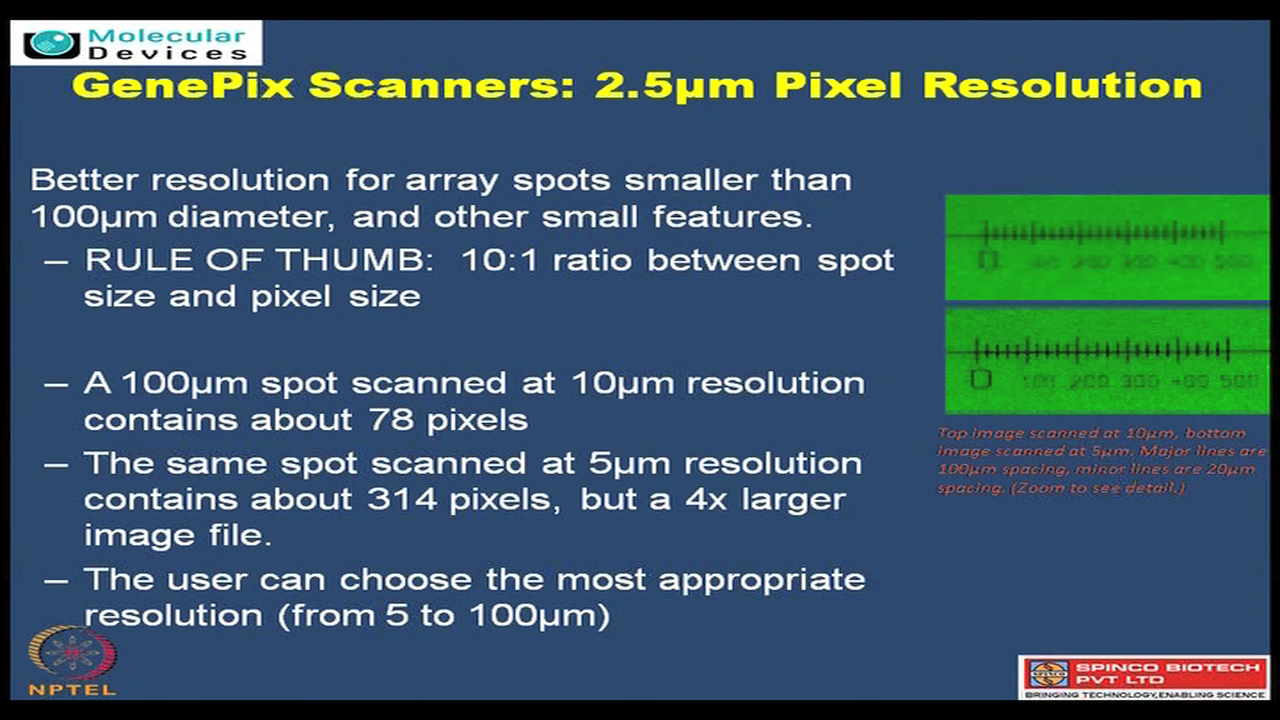 Molecular
Devices
GenePix Scanners: 2.5µm Pixel Resolution
Better resolution for array spots smaller than
100µm diameter, and other small features.
– RULE OF THUMB: 10:1 ratio between spot
size and pixel size
– A 100µm spot scanned at 10µm resolution
contains about 78 pixels
– The same spot scanned at 5µm resolution
contains about 314 pixels, but a 4x larger
image file.
– The user can choose the most appropriate
resolution (from 5 to 100µm)
200 300 400 500
0 100 200 300 400 500
Top image scanned at 10µm, bottom
image scanned at 5µm. Major lines are
100µm spacing, minor lines are 20µm
spacing. (Zoom to see detail.)
NPTEL
SPINCO BIOTECH
PVT LTD
BRINGING TECHNOLOGY, ENABLING SCIENCE